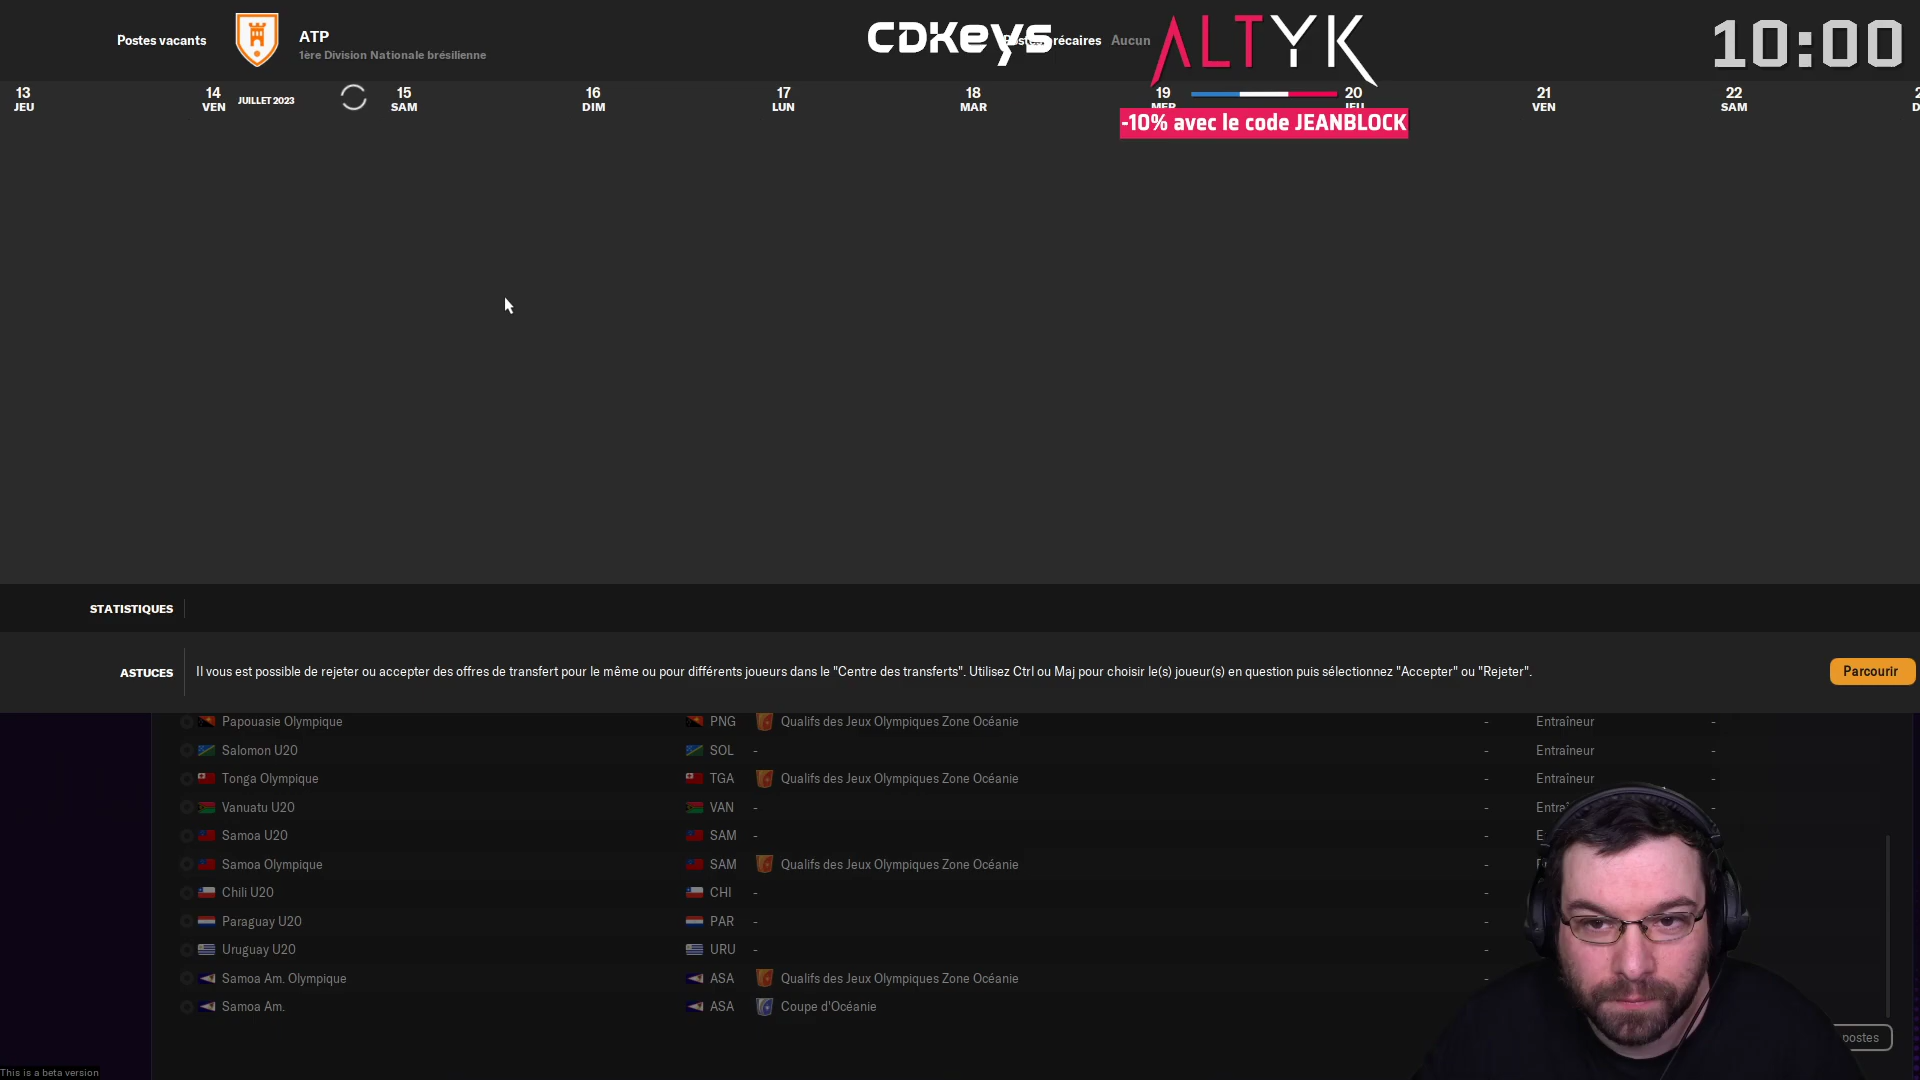 Postes vacants
ATP
1ère Division Nationale brésilienne
CDKeys
Aucun
ALTYK
10:00
13 JEU
14 VEN
JUILLET 2023
15 SAM
16 DIM
17 LUN
18 MAR
19 MER
20 JEU
21 VEN
22 SAM
-10% avec le code JEANBLOCK
STATISTIQUES
ASTUCES
Il vous est possible de rejeter ou accepter des offres de transfert pour le même ou pour différents joueurs dans le "Centre des transferts". Utilisez Ctrl ou Maj pour choisir le(s) joueur(s) en question puis sélectionnez "Accepter" ou "Rejeter".
Parcourir
Papouasie Olympique PNG Qualifs des Jeux Olympiques Zone Océanie - Entraîneur -
Salomon U20 SOL - - Entraîneur -
Tonga Olympique TGA Qualifs des Jeux Olympiques Zone Océanie - Entraîneur -
Vanuatu U20 VAN - - -
Samoa U20 SAM - - -
Samoa Olympique SAM Qualifs des Jeux Olympiques Zone Océanie -
Chili U20 CHI - -
Paraguay U20 PAR - -
Uruguay U20 URU - -
Samoa Am. Olympique ASA Qualifs des Jeux Olympiques Zone Océanie -
Samoa Am. ASA Coupe d'Océanie
postes
This is a beta version